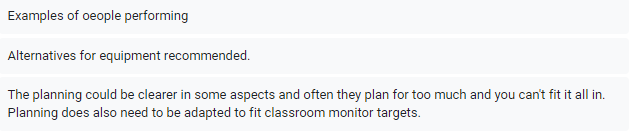 Examples of oeople performing
Alternatives for equipment recommended.
The planning could be clearer in some aspects and often they plan for too much and you can't fit it all in.
Planning does also need to be adapted to fit classroom monitor targets.